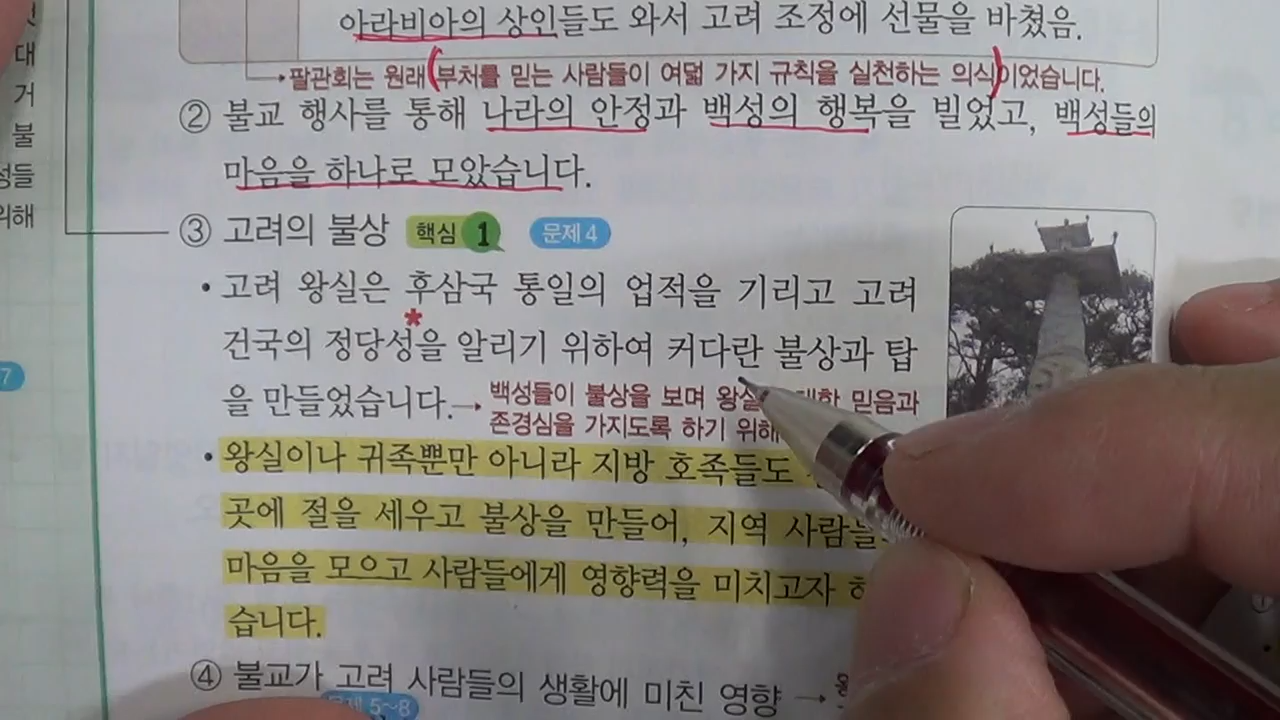 아라비아의 상인들도 와서 고려 조정에 선물을 바쳤음.
팔관회는 원래 부처를 믿는 사람들이 여덟 가지 규칙을 실천하는 의식이었습니다.
② 불교 행사를 통해 나라의 안정과 백성의 행복을 빌었고, 백성들의
마음을 하나로 모았습니다.
③ 고려의 불상 핵심 1 문제 4
• 고려 왕실은 후삼국 통일의 업적을 기리고 고려
건국의 정당성*을 알리기 위하여 커다란 불상과 탑
을 만들었습니다.→ 백성들이 불상을 보며 믿음과
존경심을 가지도록 하기 위해
• 왕실이나 귀족뿐만 아니라 지방 호족들도
곳에 절을 세우고 불상을 만들어, 지역
마음을 모으고 사람들에게 영향력을 미치고자
습니다.
④ 불교가 고려 사람들의 생활에 미친 영향 →
5~8
대
거
불
성들
위해
7